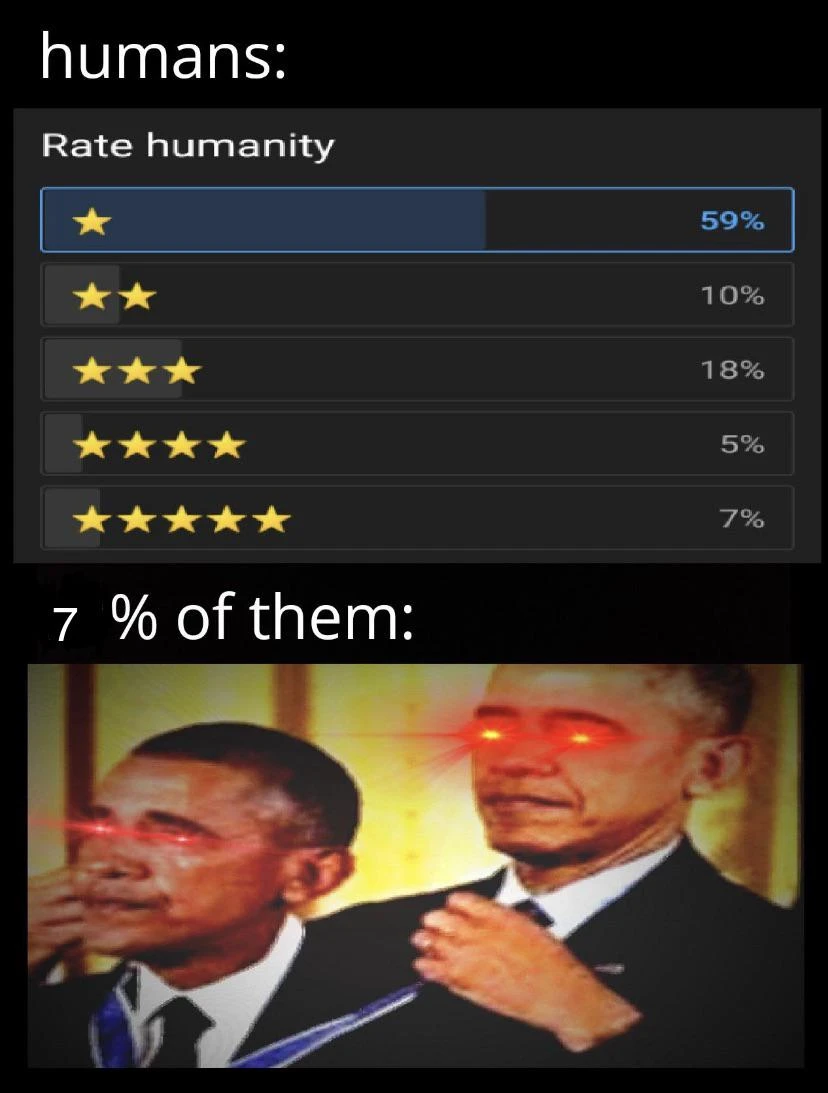 humans:
Rate humanity
⭐ 59%
⭐⭐ 10%
⭐⭐⭐ 18%
⭐⭐⭐⭐ 5%
⭐⭐⭐⭐⭐ 7%
7 % of them: